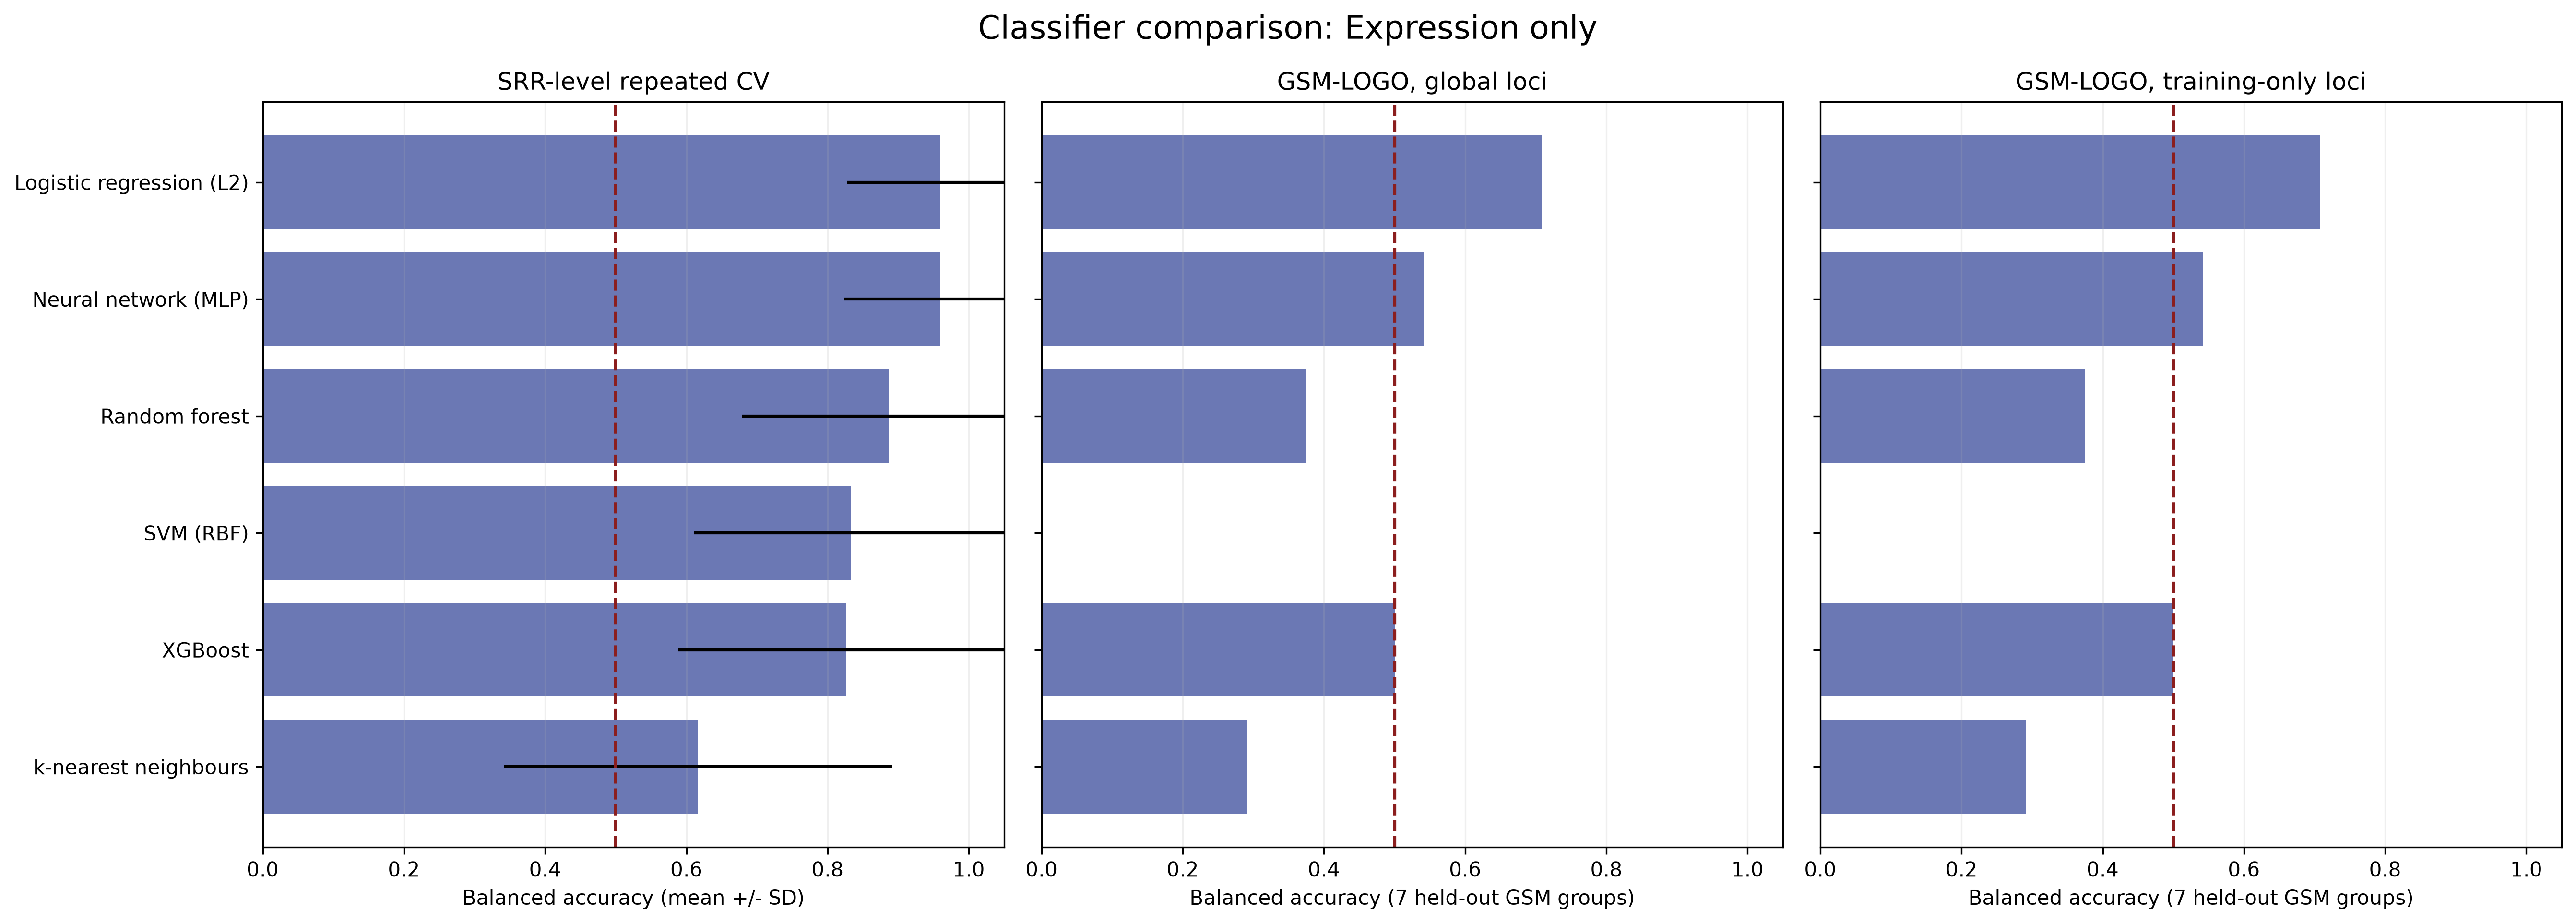 Classifier comparison: Expression only
SRR-level repeated CV
GSM-LOGO, global loci
GSM-LOGO, training-only loci
Logistic regression (L2)
Neural network (MLP)
Random forest
SVM (RBF)
XGBoost
k-nearest neighbours
0.0 0.2 0.4 0.6 0.8 1.0
0.0 0.2 0.4 0.6 0.8 1.0
0.0 0.2 0.4 0.6 0.8 1.0
Balanced accuracy (mean +/- SD)
Balanced accuracy (7 held-out GSM groups)
Balanced accuracy (7 held-out GSM groups)